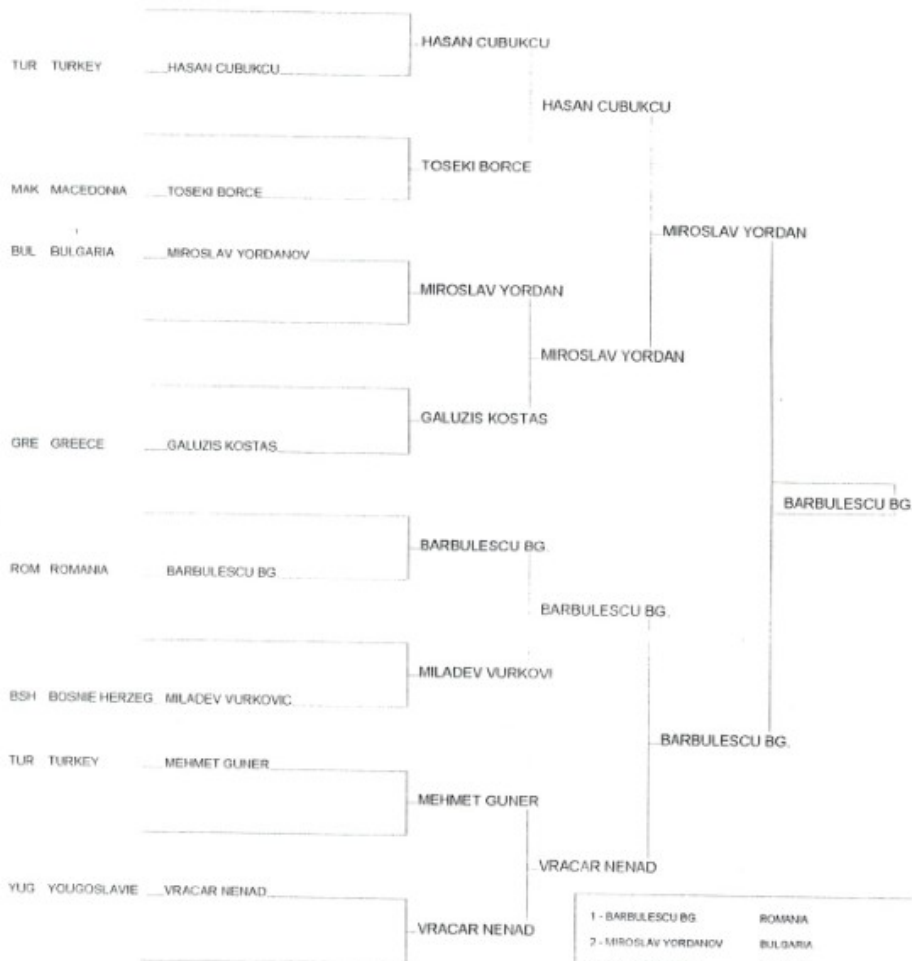 HASAN CUBUKCU
TUR TURKEY HASAN CUBUKCU
HASAN CUBUKCU
TOSEKI BORCE
MAK MACEDONIA TOSEKI BORCE
MIROSLAV YORDAN
BUL BULGARIA MIROSLAV YORDANOV
MIROSLAV YORDAN
MIROSLAV YORDAN
GALUZIS KOSTAS
GRE GREECE GALUZIS KOSTAS
BARBULESCU BG.
BARBULESCU BG.
ROM ROMANIA BARBULESCU BG
BARBULESCU BG.
MILADEV VURKOVI
BSH BOSNIE HERZEG MILADEV VURKOVIC
BARBULESCU BG.
TUR TURKEY MEHMET GUNER
MEHMET GUNER
VRACAR NENAD
YUG YOUGOSLAVIE VRACAR NENAD
VRACAR NENAD
1 - BARBULESCU BG. ROMANIA
2 - MIROSLAV YORDANOV BULGARIA